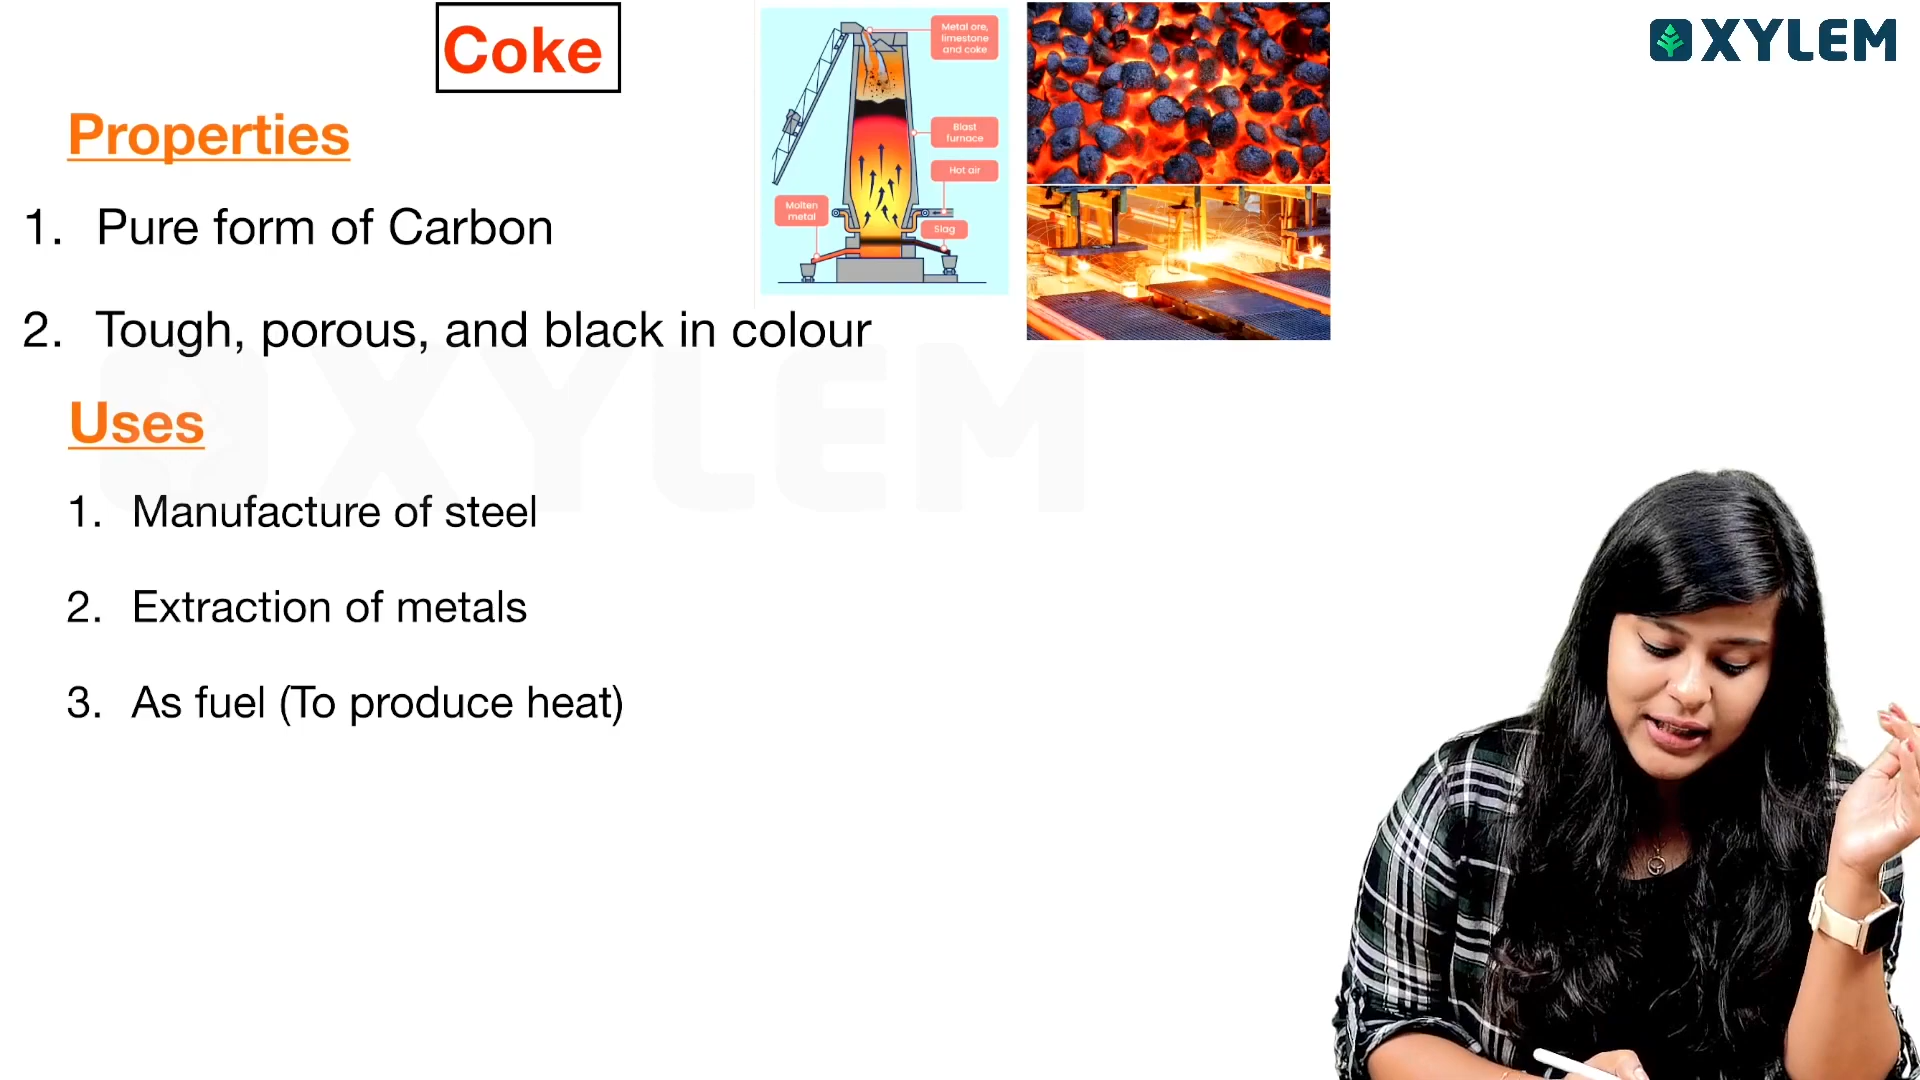 Coke
XYLEM
Metal ore,
limestone
and coke
Properties
Blast
furnace
Hot air
Molten
metal
Slag
1. Pure form of Carbon
2. Tough, porous, and black in colour
XYLEM
Uses
1. Manufacture of steel
2. Extraction of metals
3. As fuel (To produce heat)